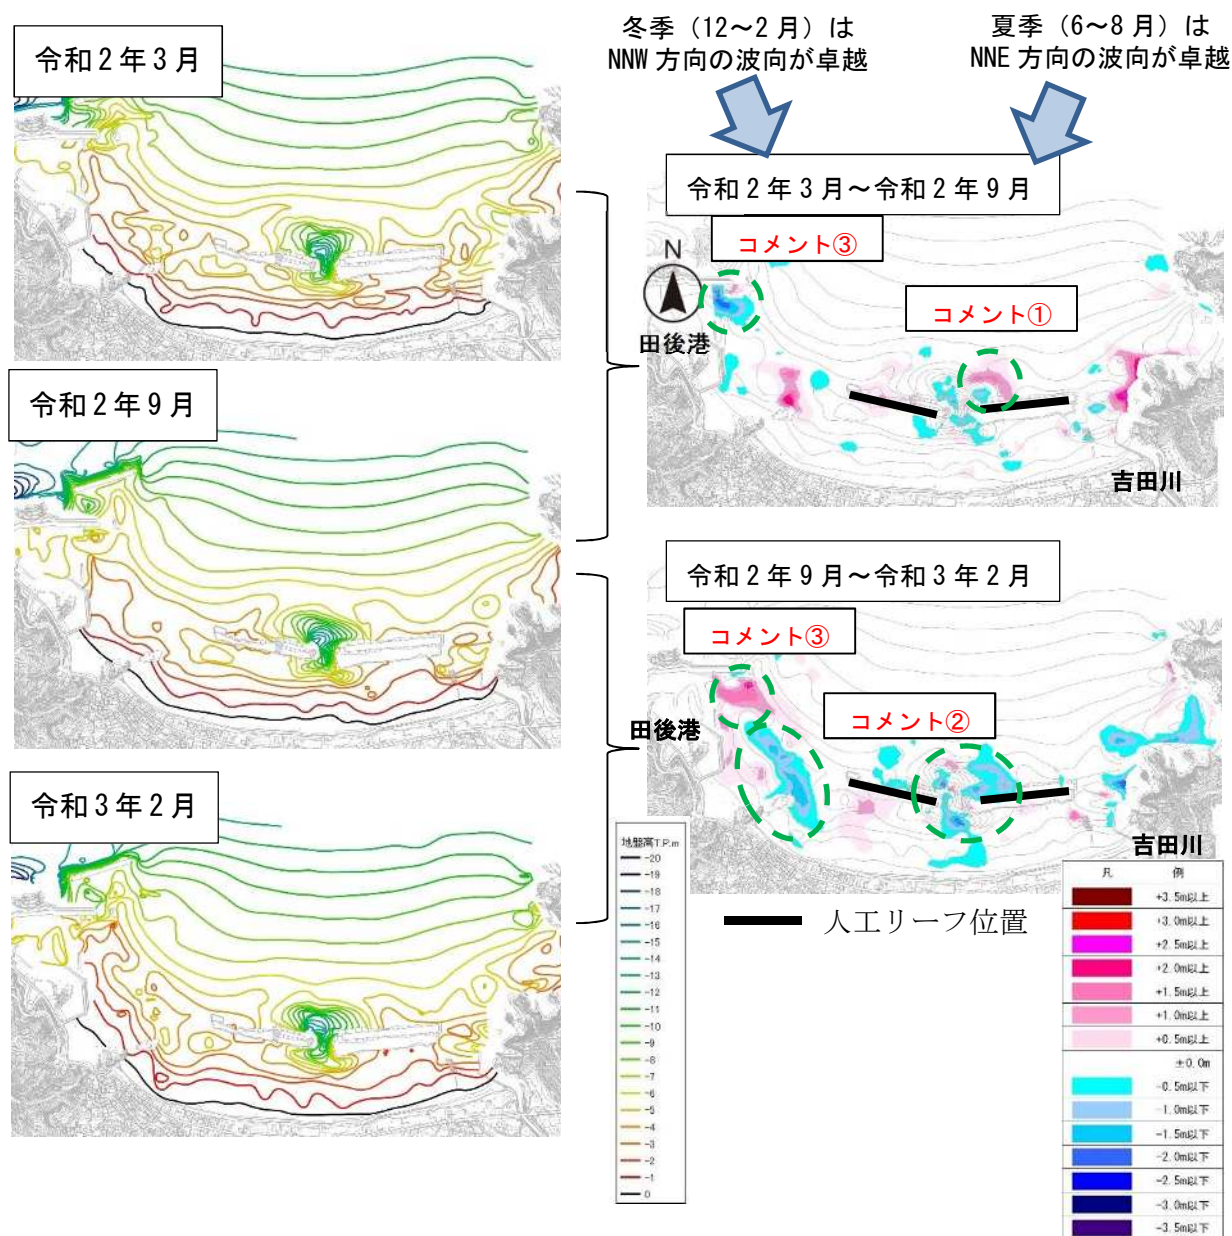 令和2年3月
冬季（12～2月）は
NNW 方向の波向が卓越
夏季（6～8月）は
NNE 方向の波向が卓越
令和2年3月～令和2年9月
コメント③
N
コメント①
田後港
吉田川
令和2年9月
令和2年9月～令和3年2月
コメント③
コメント②
田後港
吉田川
令和3年2月
人工リーフ位置
地盤高T.P.m
-20
-19
-18
-17
-16
-15
-14
-13
-12
-11
-10
-9
-8
-7
-6
-5
-4
-3
-2
-1
0
凡 例
+3.5m以上
+3.0m以上
+2.5m以上
+2.0m以上
+1.5m以上
+1.0m以上
+0.5m以上
±0.0m
-0.5m以下
-1.0m以下
-1.5m以下
-2.0m以下
-2.5m以下
-3.0m以下
-3.5m以下